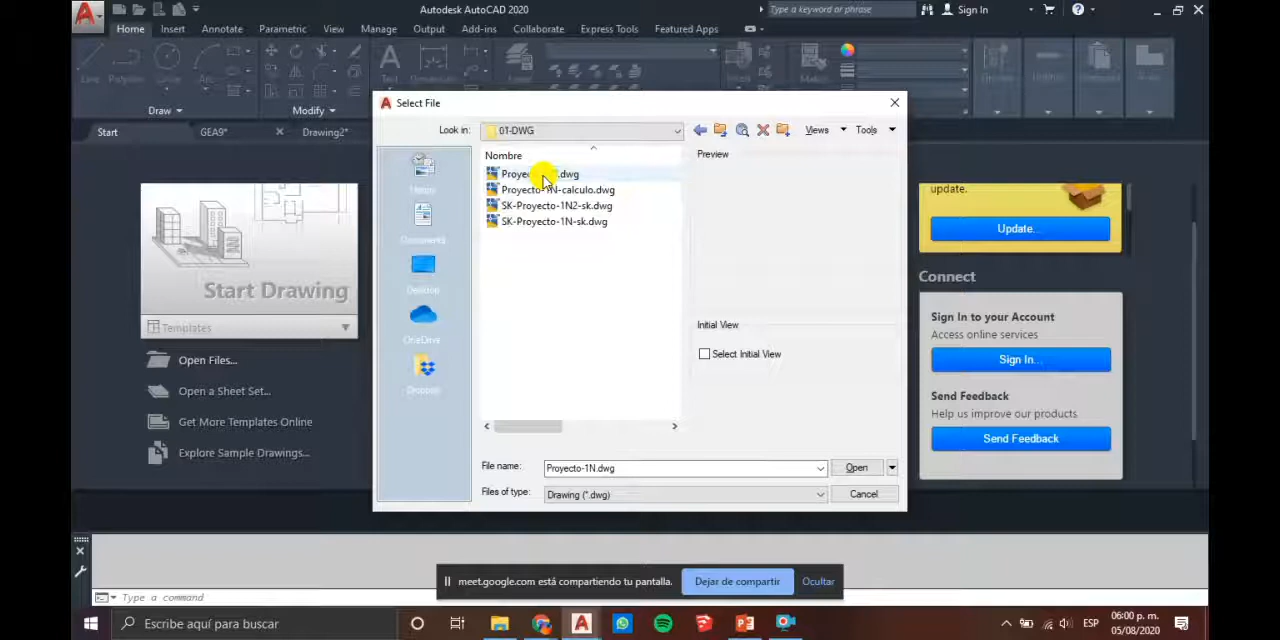 Autodesk AutoCAD 2020
Type a keyword or phrase
Sign In
Home Insert Annotate Parametric View Manage Output Add-ins Collaborate Express Tools Featured Apps
Text
Draw Modify
Start GEA9* Drawing2*
Select File
Look in: 01-DWG
Views Tools
Nombre
Preview
Proyecto-1N-calculo.dwg
SK-Proyecto-1N2-sk.dwg
SK-Proyecto-1N-sk.dwg
History
Documents
Desktop
OneDrive
Dropbox
Initial View
Select Initial View
File name: Proyecto-1N.dwg Open
Files of type: Drawing (*.dwg) Cancel
Start Drawing
Templates
Open Files...
Open a Sheet Set...
Get More Templates Online
Explore Sample Drawings...
update.
Update...
Connect
Sign In to your Account
Access online services
Sign In...
Send Feedback
Help us improve our products
Send Feedback
meet.google.com está compartiendo tu pantalla. Dejar de compartir Ocultar
Type a command
Escribe aquí para buscar
ESP
06:00 p. m.
05/08/2020